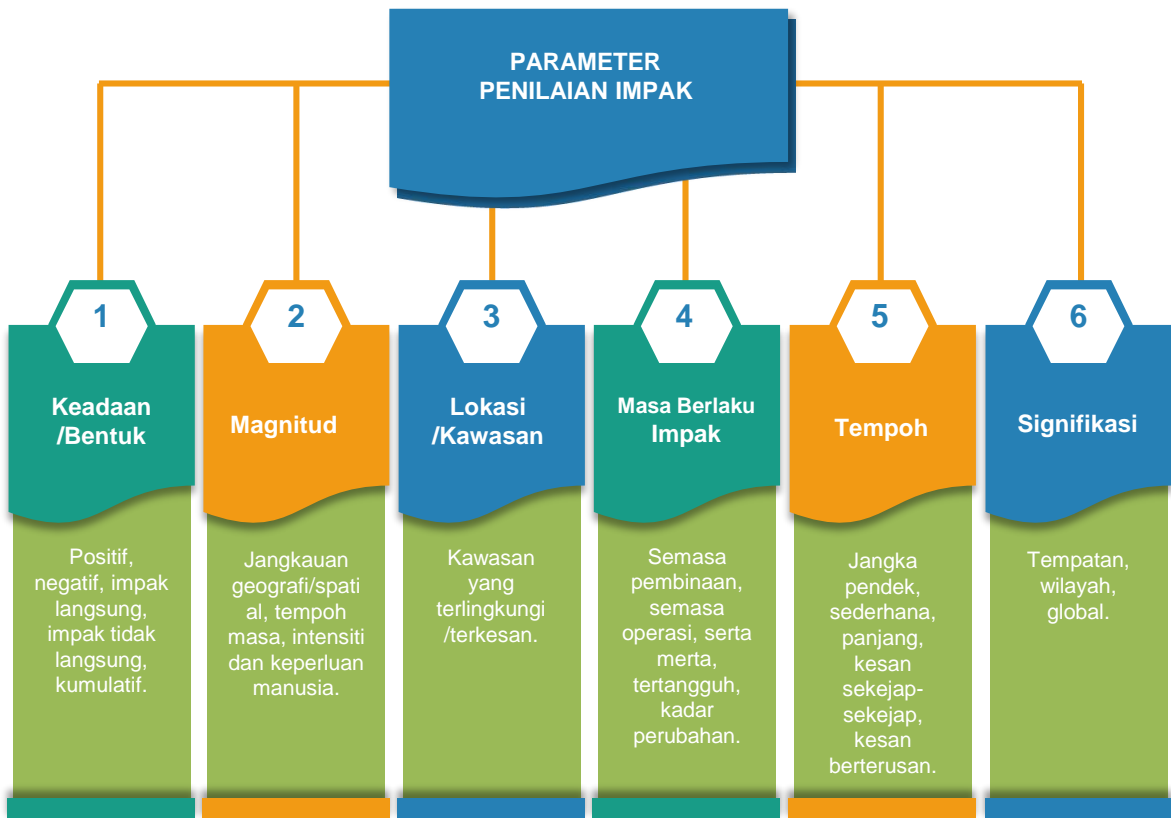 PARAMETER
PENILAIAN IMPAK
1
Keadaan
/Bentuk
Positif,
negatif, impak
langsung,
impak tidak
langsung,
kumulatif.
2
Magnitud
Jangkauan
geografi/spati
al, tempoh
masa, intensiti
dan keperluan
manusia.
3
Lokasi
/Kawasan
Kawasan
yang
terlingkungi
/terkesan.
4
Masa Berlaku
Impak
Semasa
pembinaan,
semasa
operasi, serta
merta,
tertangguh,
kadar
perubahan.
5
Tempoh
Jangka
pendek,
sederhana,
panjang,
kesan
sekejap-
sekejap,
kesan
berterusan.
6
Signifikasi
Tempatan,
wilayah,
global.